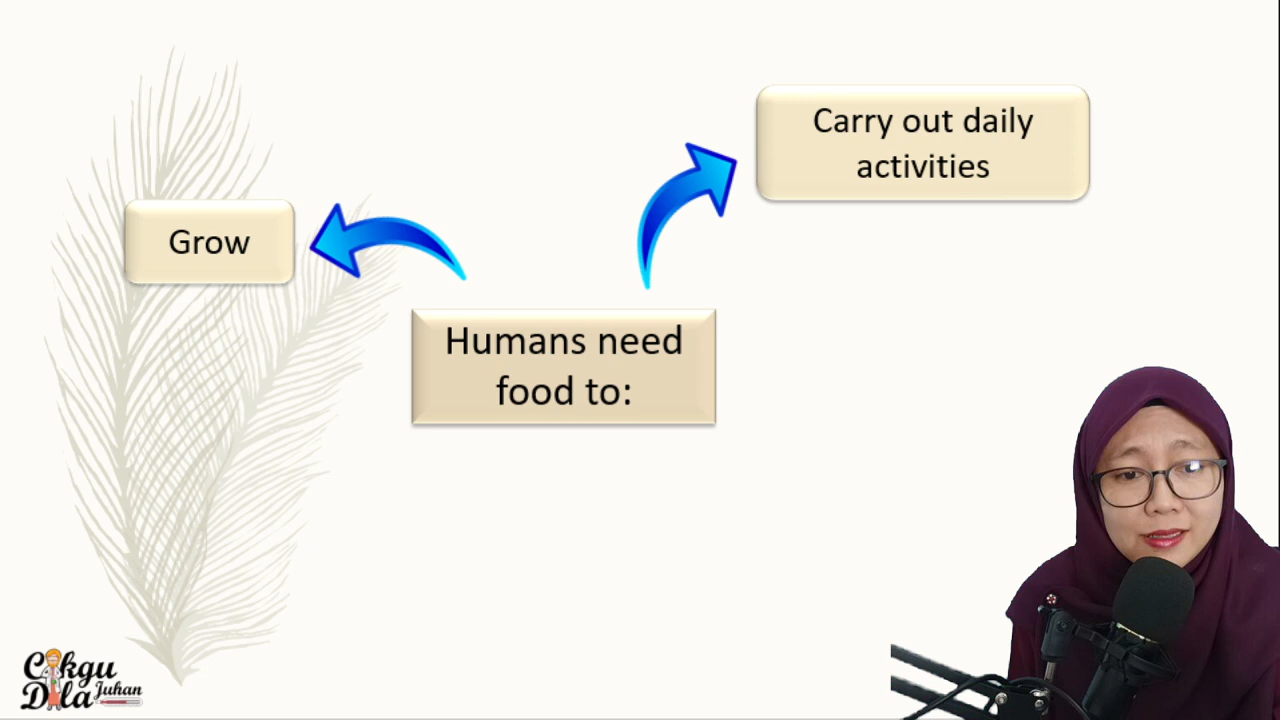 Carry out daily
activities
Grow
Humans need
food to:
Cikgu
Dila Juhan